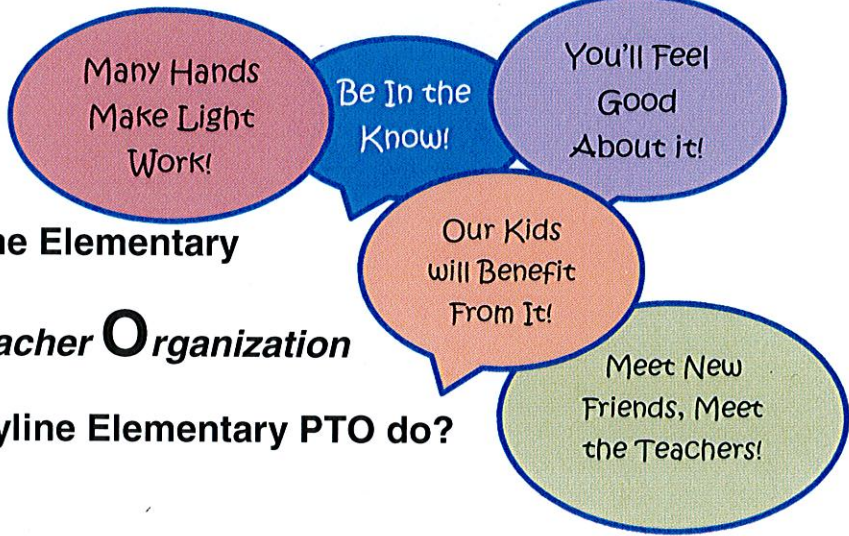 Many Hands
Make Light
Work!
Be In the
Know!
You'll Feel
Good
About it!
Our Kids
will Benefit
From It!
Meet New
Friends, Meet
the Teachers!
ne Elementary
acher Organization
yline Elementary PTO do?